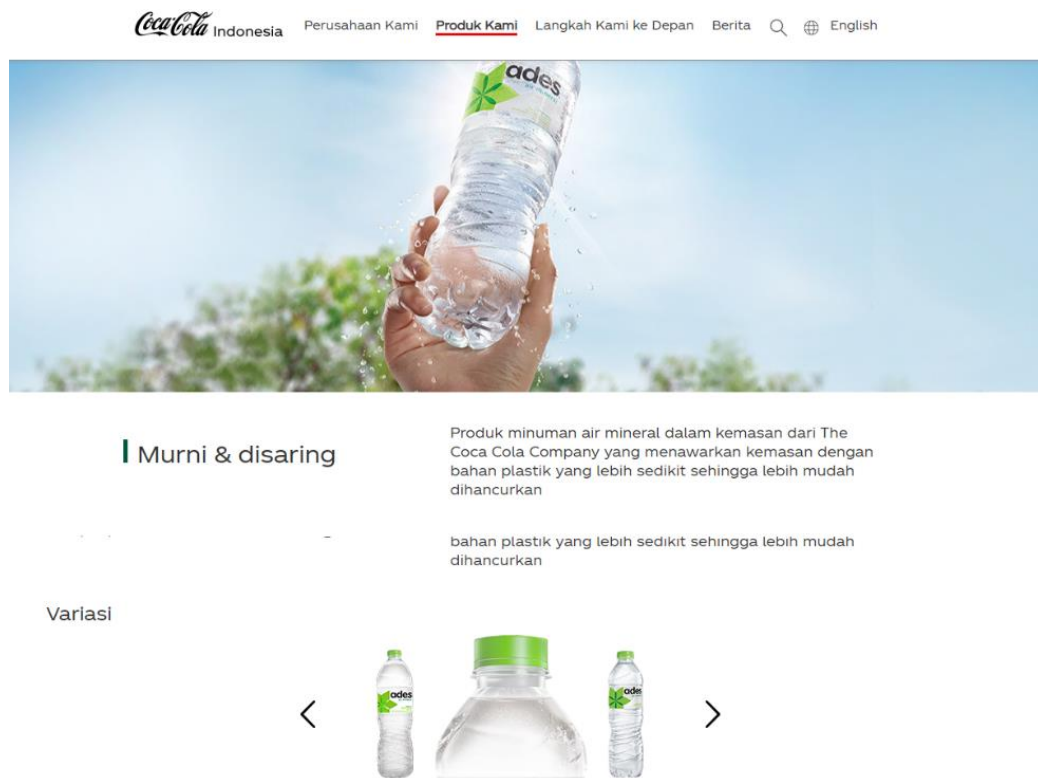 Coca-Cola Indonesia Perusahaan Kami Produk Kami Langkah Kami ke Depan Berita English
ades
air mineral
Murni & disaring
Produk minuman air mineral dalam kemasan dari The
Coca Cola Company yang menawarkan kemasan dengan
bahan plastik yang lebih sedikit sehingga lebih mudah
dihancurkan
bahan plastik yang lebih sedikit sehingga lebih mudah
dihancurkan
Variasi
ades
ades